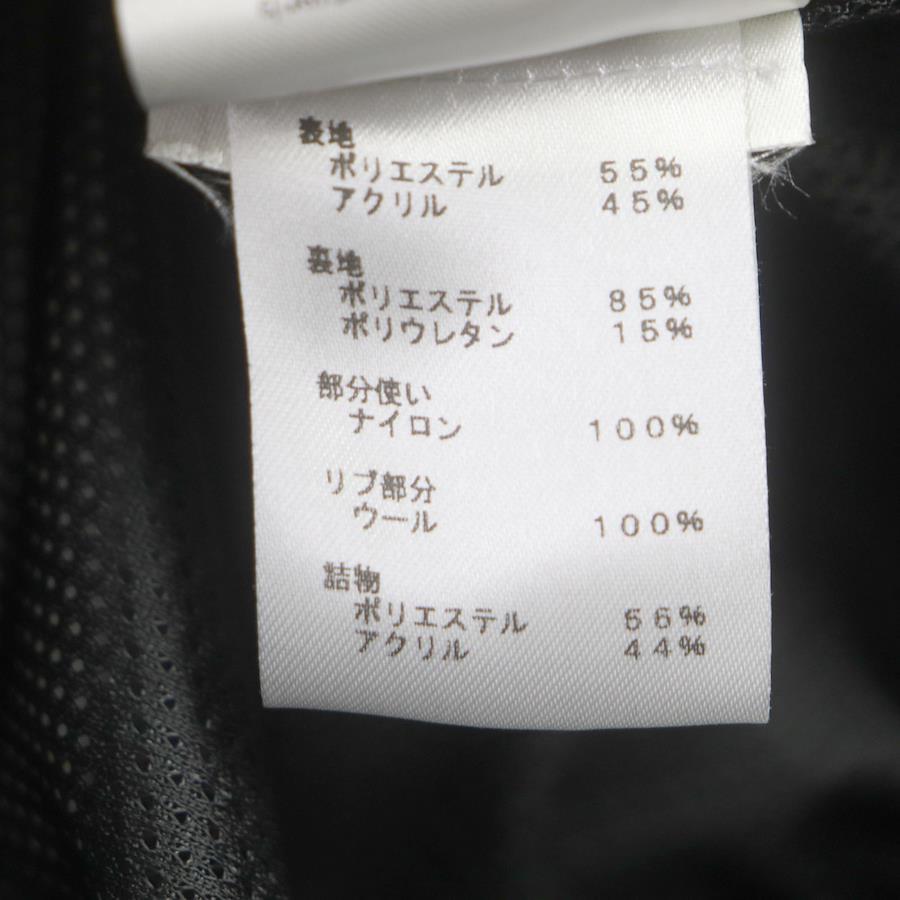 表地
ポリエステル 55%
アクリル 45%
表地
ポリエステル 85%
ポリウレタン 15%
部分使い
ナイロン 100%
リブ部分
ウール 100%
詰物
ポリエステル 56%
アクリル 44%